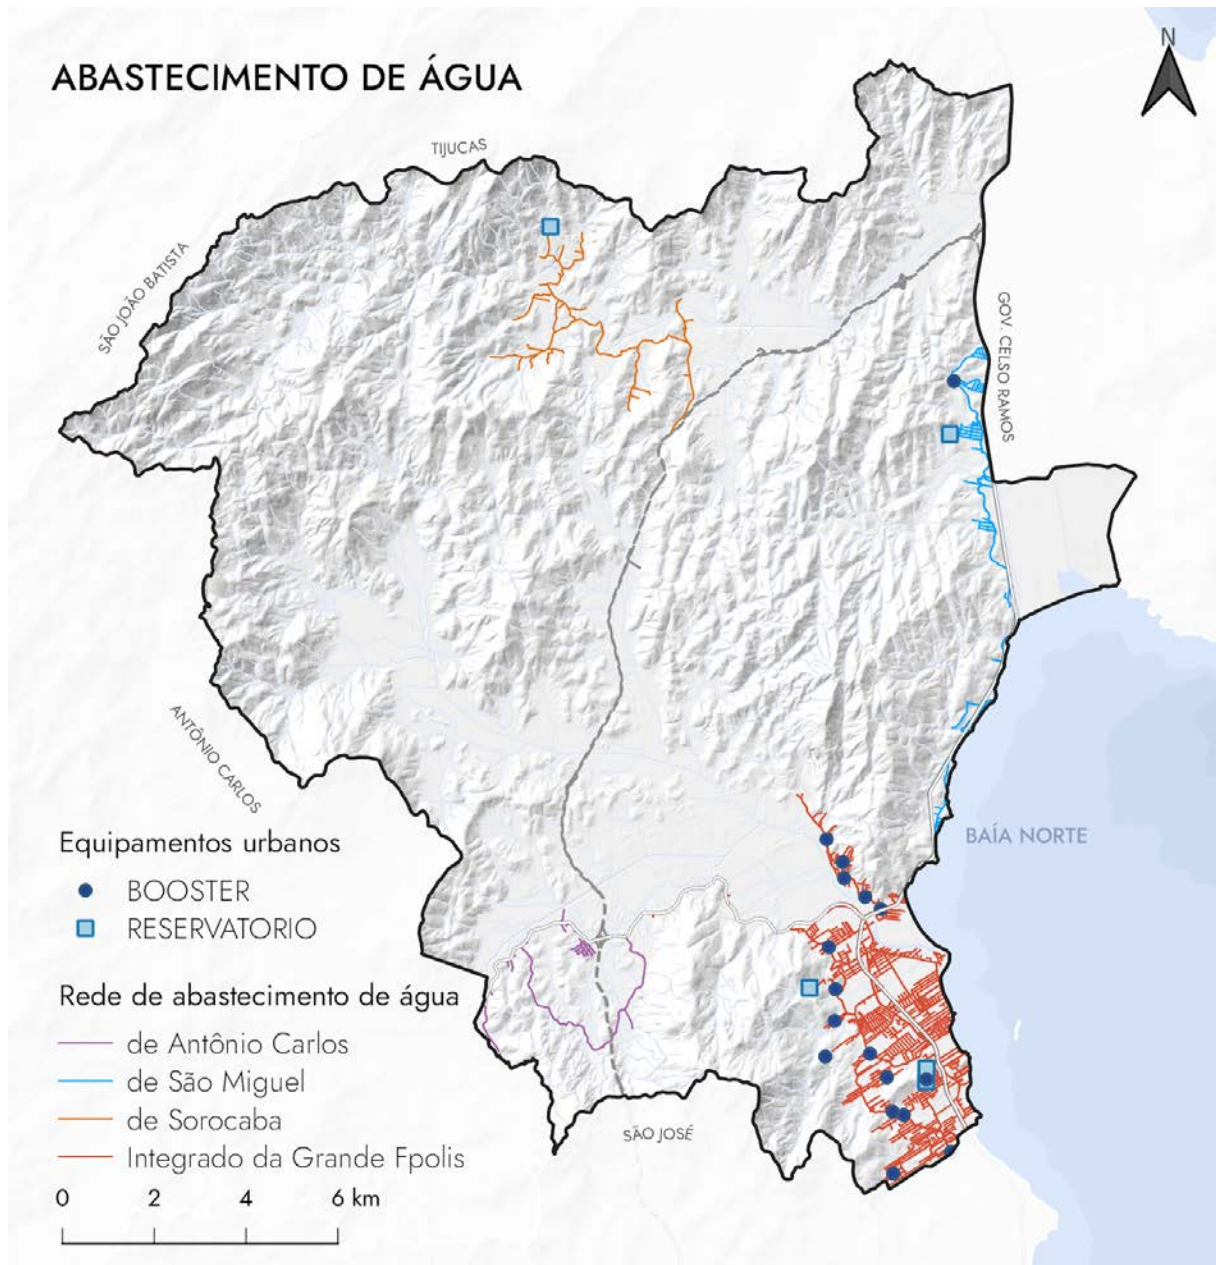 ABASTECIMENTO DE ÁGUA
N
TIJUCAS
SÃO JOÃO BATISTA
GOV. CELSO RAMOS
ANTÔNIO CARLOS
BAÍA NORTE
SÃO JOSÉ
Equipamentos urbanos
BOOSTER
RESERVATORIO
Rede de abastecimento de água
de Antônio Carlos
de São Miguel
de Sorocaba
Integrado da Grande Fpolis
0 2 4 6 km